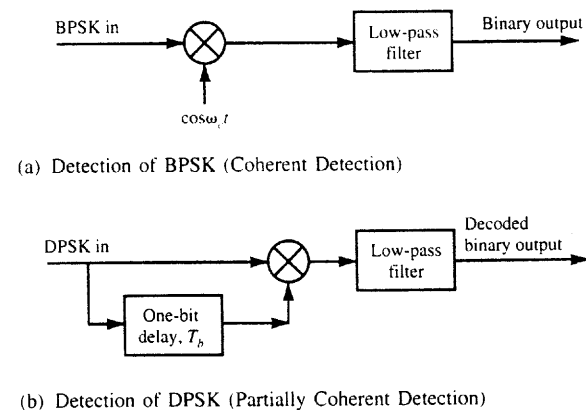 BPSK in
Low-pass
filter
Binary output
cosω_c t
(a) Detection of BPSK (Coherent Detection)
DPSK in
Low-pass
filter
Decoded
binary output
One-bit
delay, T_b
(b) Detection of DPSK (Partially Coherent Detection)